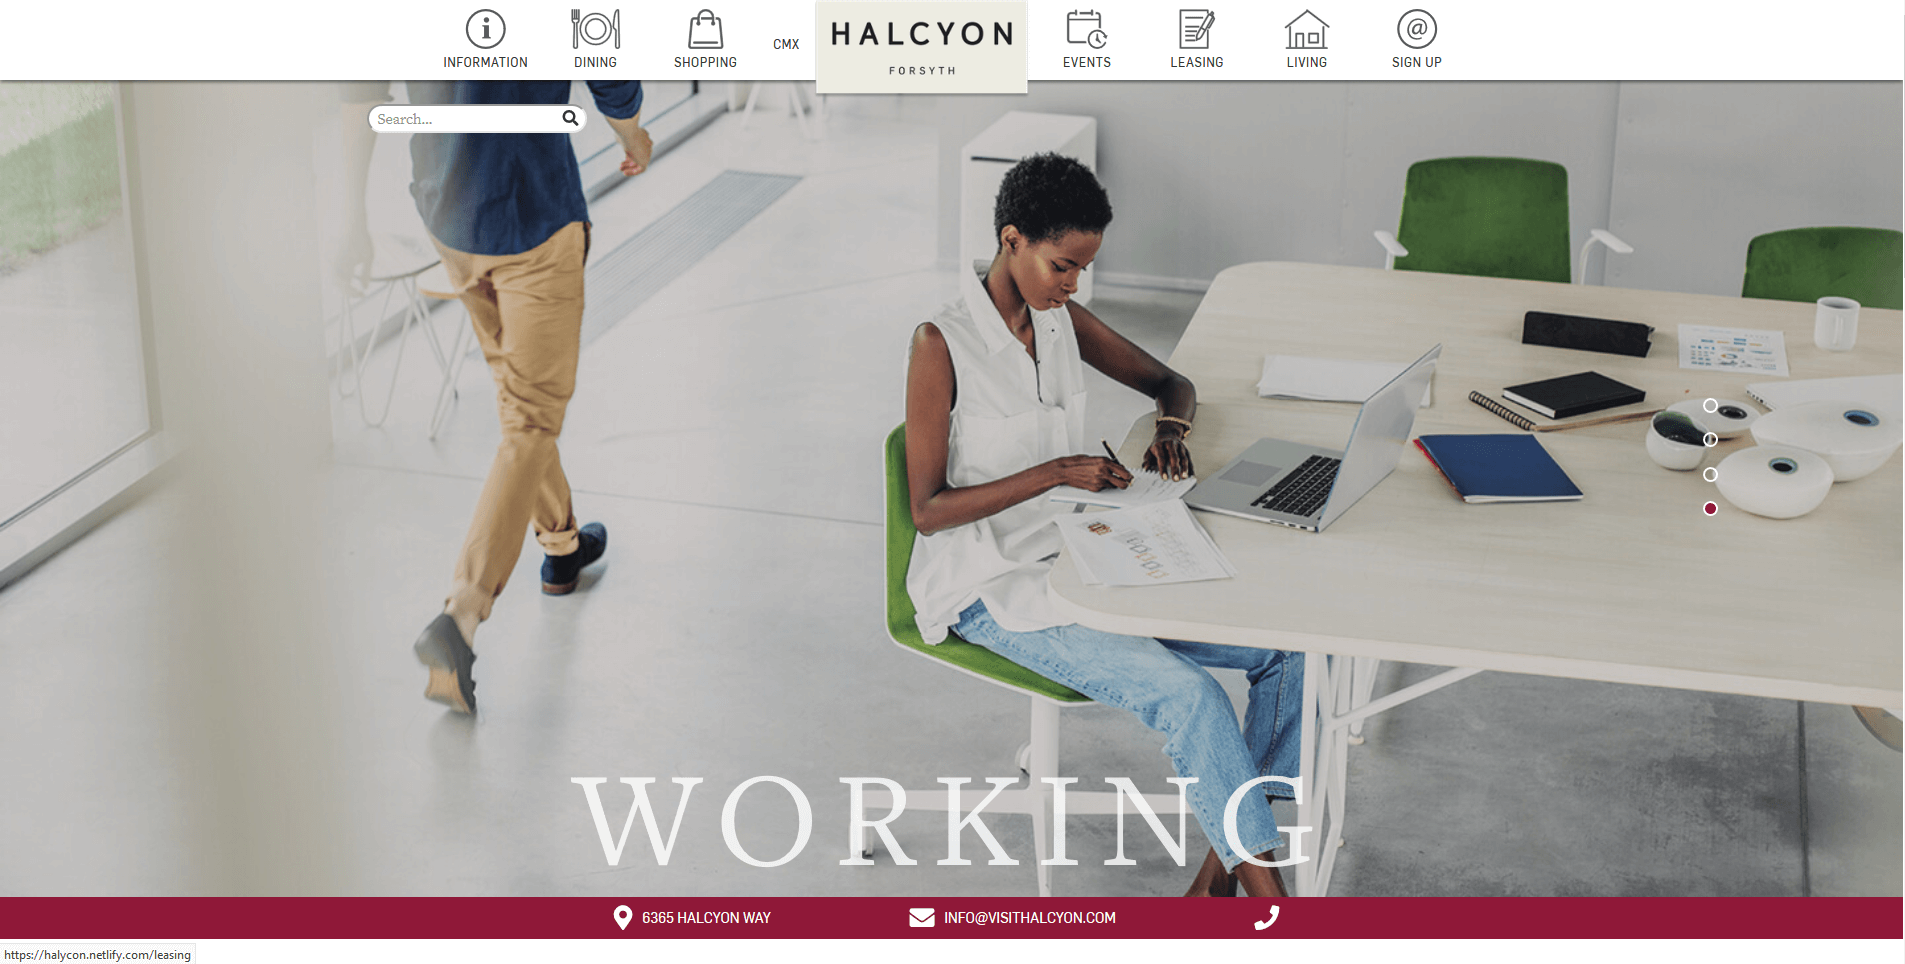 INFORMATION
DINING
SHOPPING
CMX
HALCYON
FORSYTH
EVENTS
LEASING
LIVING
@
SIGN UP
Search...
WORKING
6365 HALCYON WAY
INFO@VISITHALCYON.COM
https://halycon.netlify.com/leasing